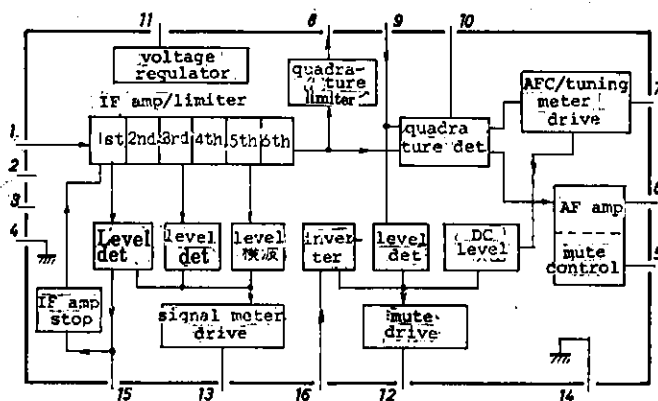 11
8
9
10
voltage
regulator
quadra-
ture
limiter
AFC/tuning
meter
drive
7
IF amp/limiter
1
1st 2nd 3rd 4th 5th 6th
quadra
ture det.
2
3
4
6
AF amp
mute
control
5
Level
det
level
det
level
検波
inver
ter
level
det
DC
Level
IF amp
stop
signal meter
drive
mute
drive
15
13
16
12
14